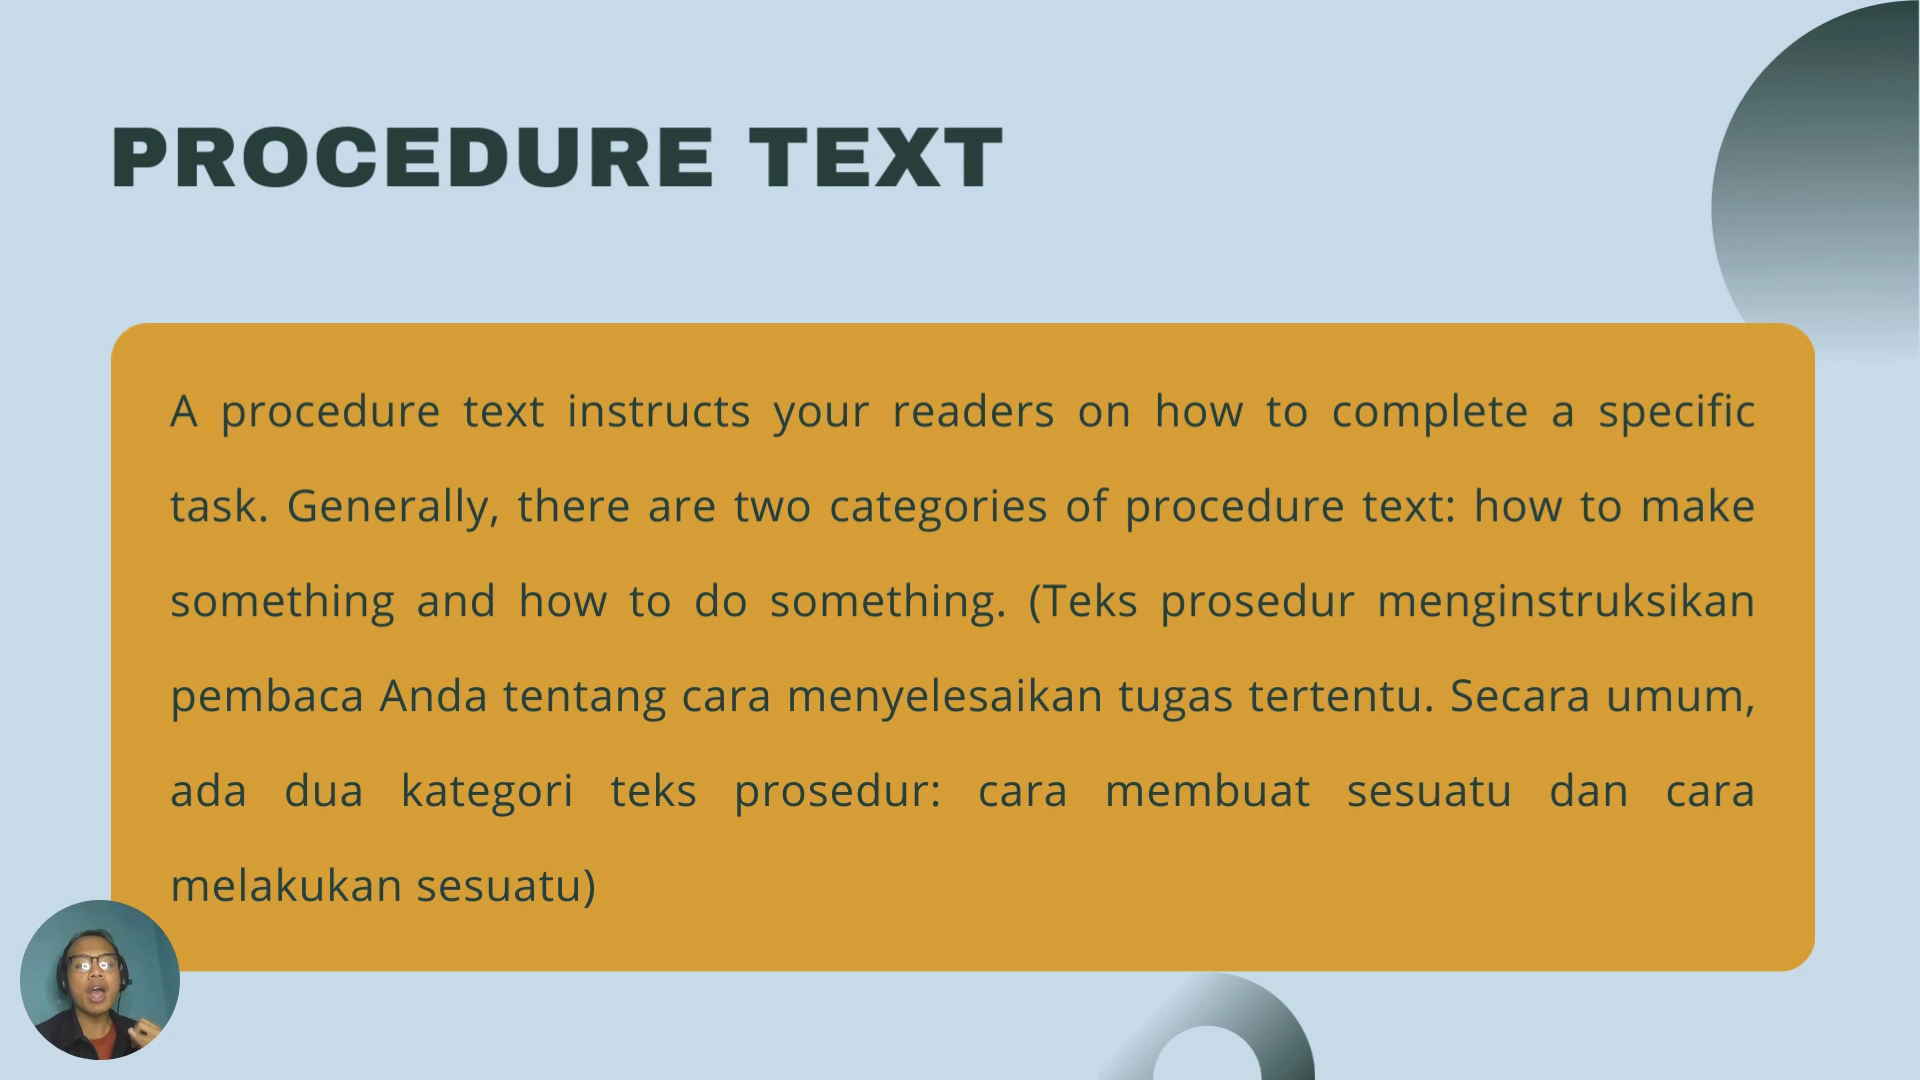 PROCEDURE TEXT
A procedure text instructs your readers on how to complete a specific
task. Generally, there are two categories of procedure text: how to make
something and how to do something. (Teks prosedur menginstruksikan
pembaca Anda tentang cara menyelesaikan tugas tertentu. Secara umum,
ada dua kategori teks prosedur: cara membuat sesuatu dan cara
melakukan sesuatu)